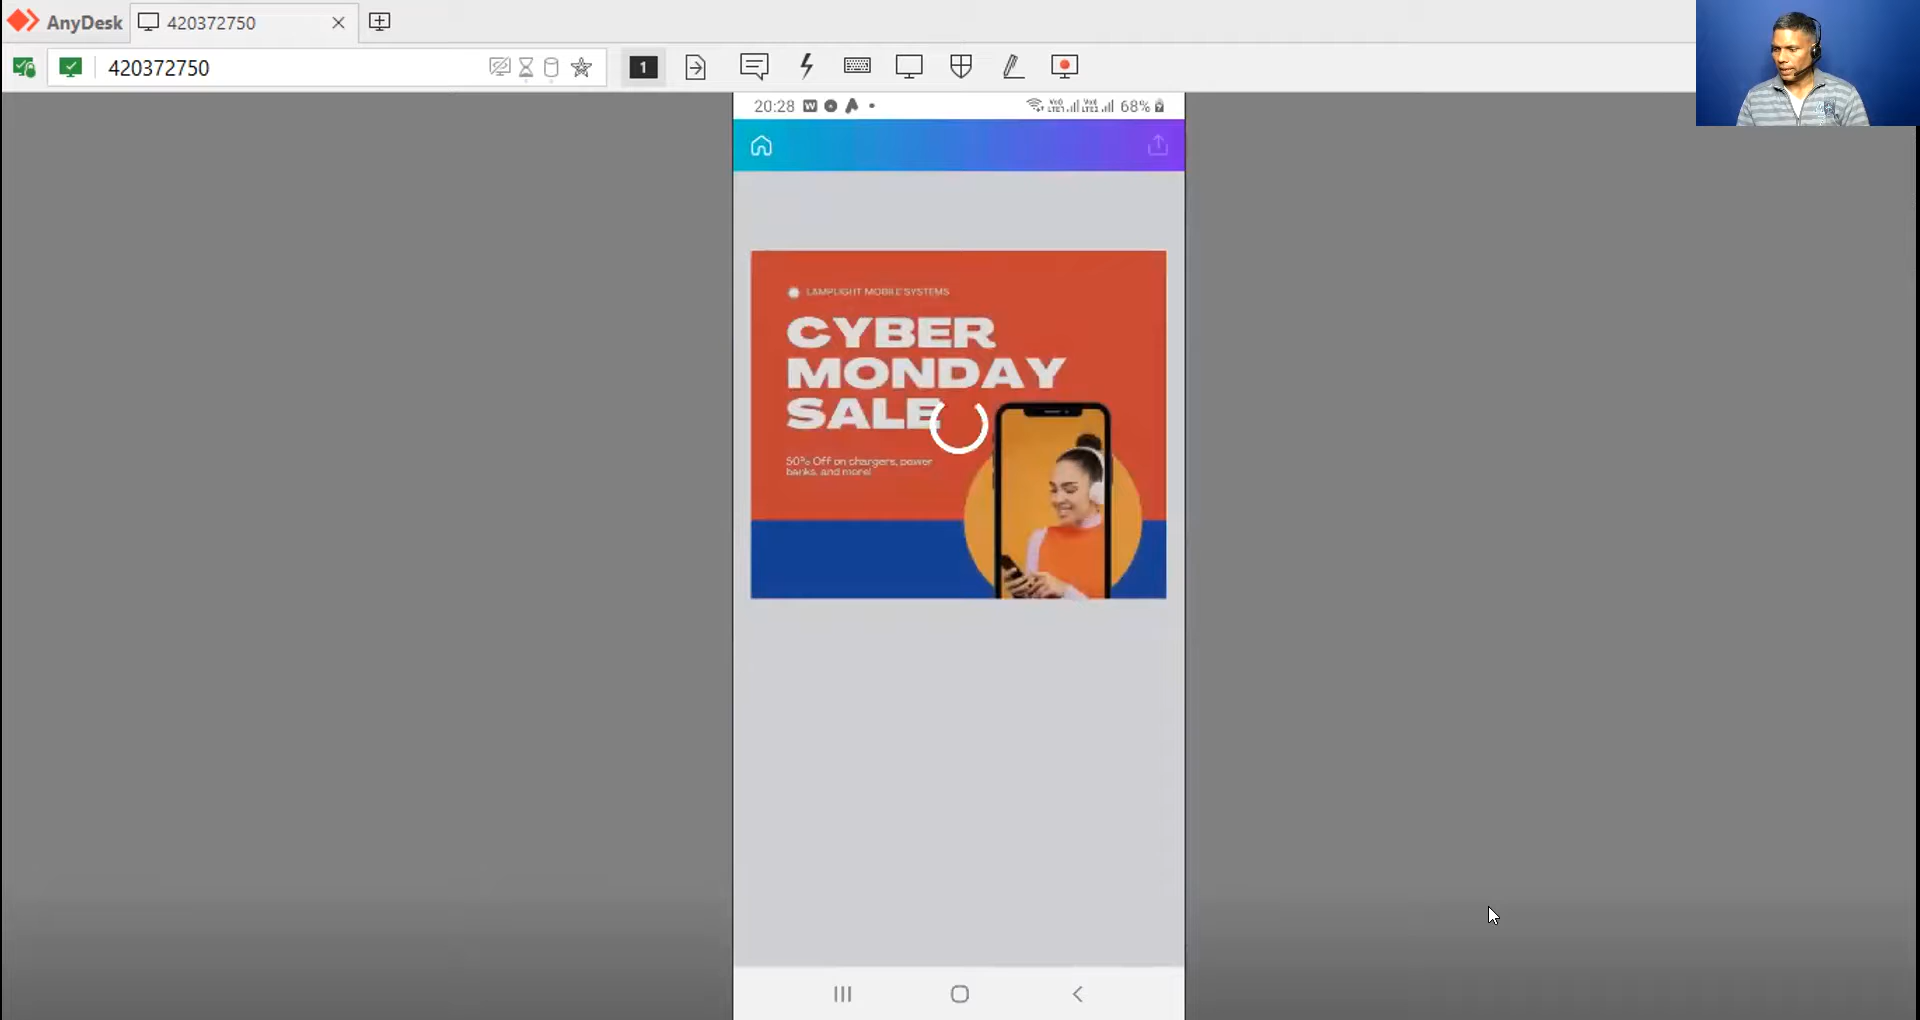 AnyDesk
420372750
420372750
1
20:28
68%
LAMPLIGHT MOBILE SYSTEMS
CYBER
MONDAY
SALE
50% Off on chargers, power
banks, and more!